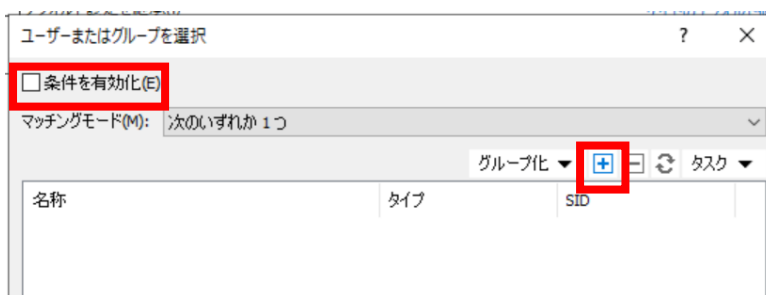 ユーザーまたはグループを選択
条件を有効化(E)
マッチングモード(M): 次のいずれか 1つ
グループ化 タスク
名称 タイプ SID